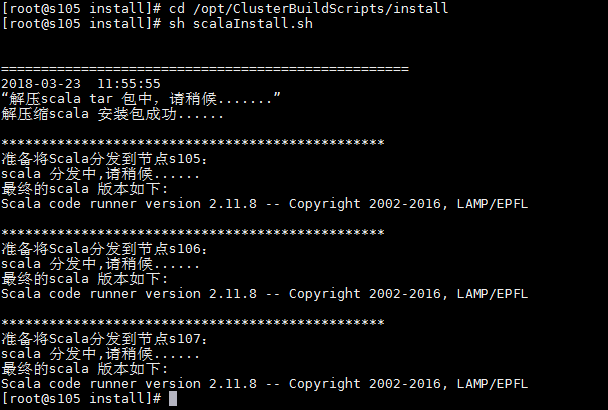 [root@s105 install]# cd /opt/ClusterBuildScripts/install
[root@s105 install]# sh scalaInstall.sh
===================================================
2018-03-23  11:55:55
“解压scala tar 包中，请稍候.......”
解压缩scala 安装包成功......
************************************************
准备将Scala分发到节点s105：
scala 分发中,请稍候......
最终的scala 版本如下:
Scala code runner version 2.11.8 -- Copyright 2002-2016, LAMP/EPFL
************************************************
准备将Scala分发到节点s106：
scala 分发中,请稍候......
最终的scala 版本如下:
Scala code runner version 2.11.8 -- Copyright 2002-2016, LAMP/EPFL
************************************************
准备将Scala分发到节点s107：
scala 分发中,请稍候......
最终的scala 版本如下:
Scala code runner version 2.11.8 -- Copyright 2002-2016, LAMP/EPFL
[root@s105 install]#